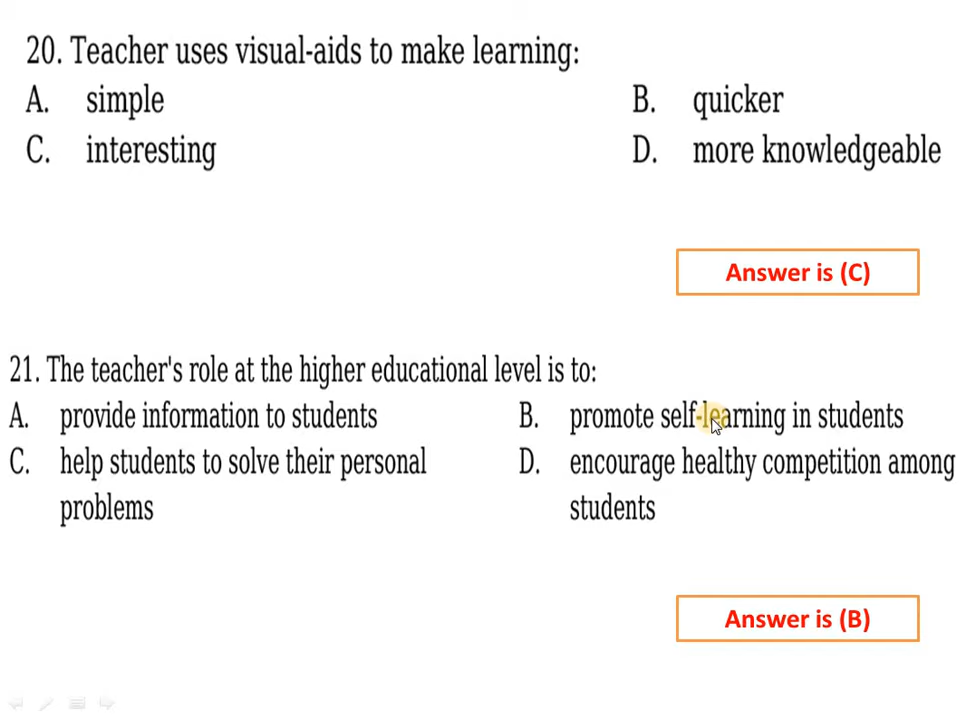 20. Teacher uses visual-aids to make learning:
A. simple B. quicker
C. interesting D. more knowledgeable
Answer is (C)
21. The teacher's role at the higher educational level is to:
A. provide information to students B. promote self-learning in students
C. help students to solve their personal D. encourage healthy competition among
problems students
Answer is (B)